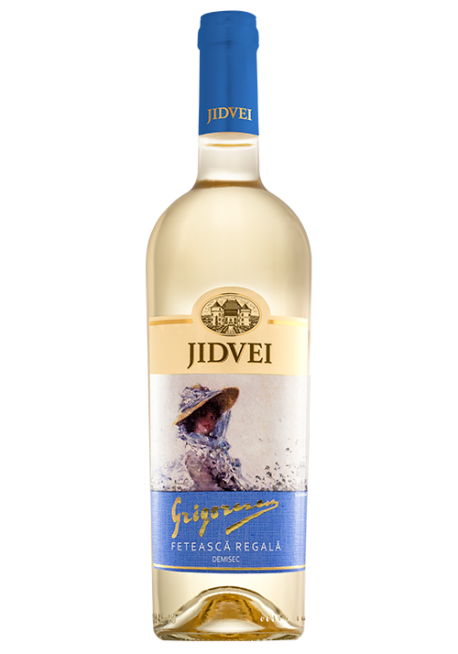 JIDVEI
JIDVEI
Grigorescu
FETEASCĂ REGALĂ
DEMISEC